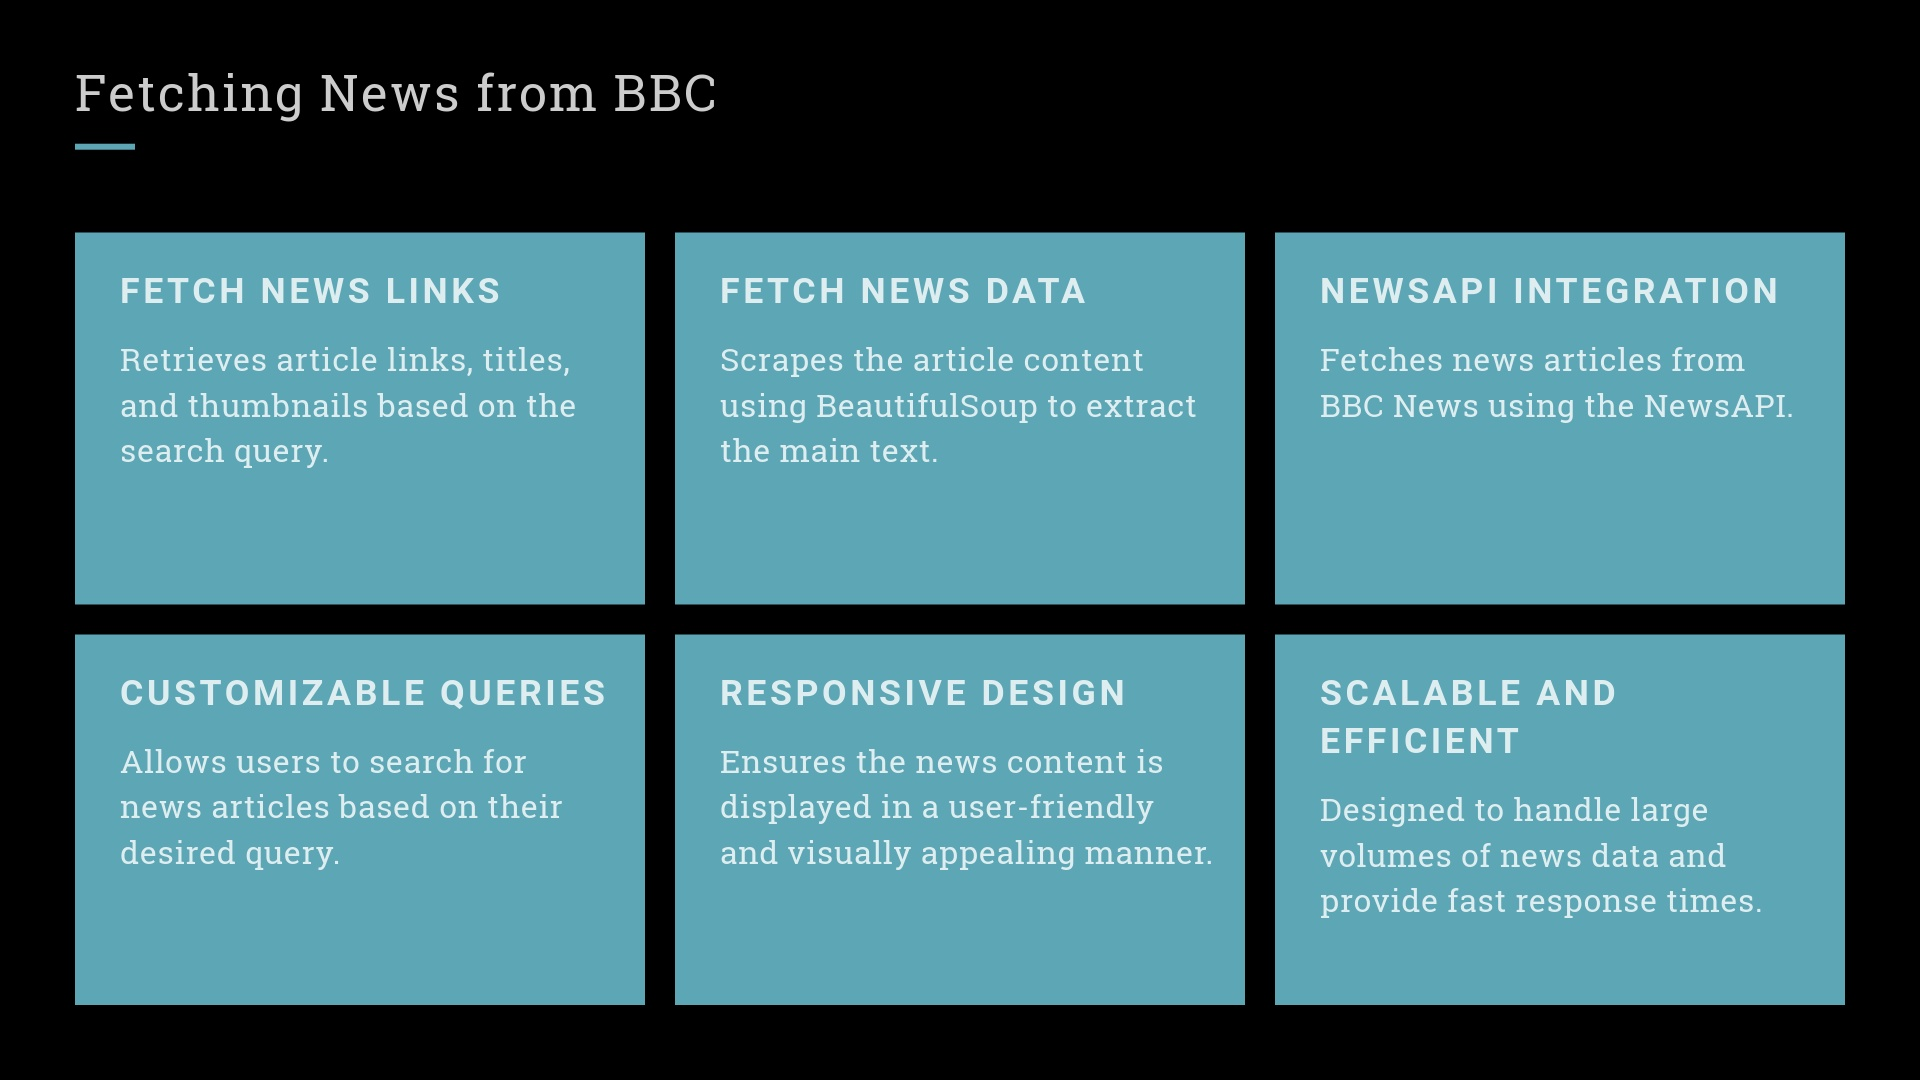 Fetching News from BBC
FETCH NEWS LINKS
Retrieves article links, titles,
and thumbnails based on the
search query.
FETCH NEWS DATA
Scrapes the article content
using BeautifulSoup to extract
the main text.
NEWSAPI INTEGRATION
Fetches news articles from
BBC News using the NewsAPI.
CUSTOMIZABLE QUERIES
Allows users to search for
news articles based on their
desired query.
RESPONSIVE DESIGN
Ensures the news content is
displayed in a user-friendly
and visually appealing manner.
SCALABLE AND
EFFICIENT
Designed to handle large
volumes of news data and
provide fast response times.